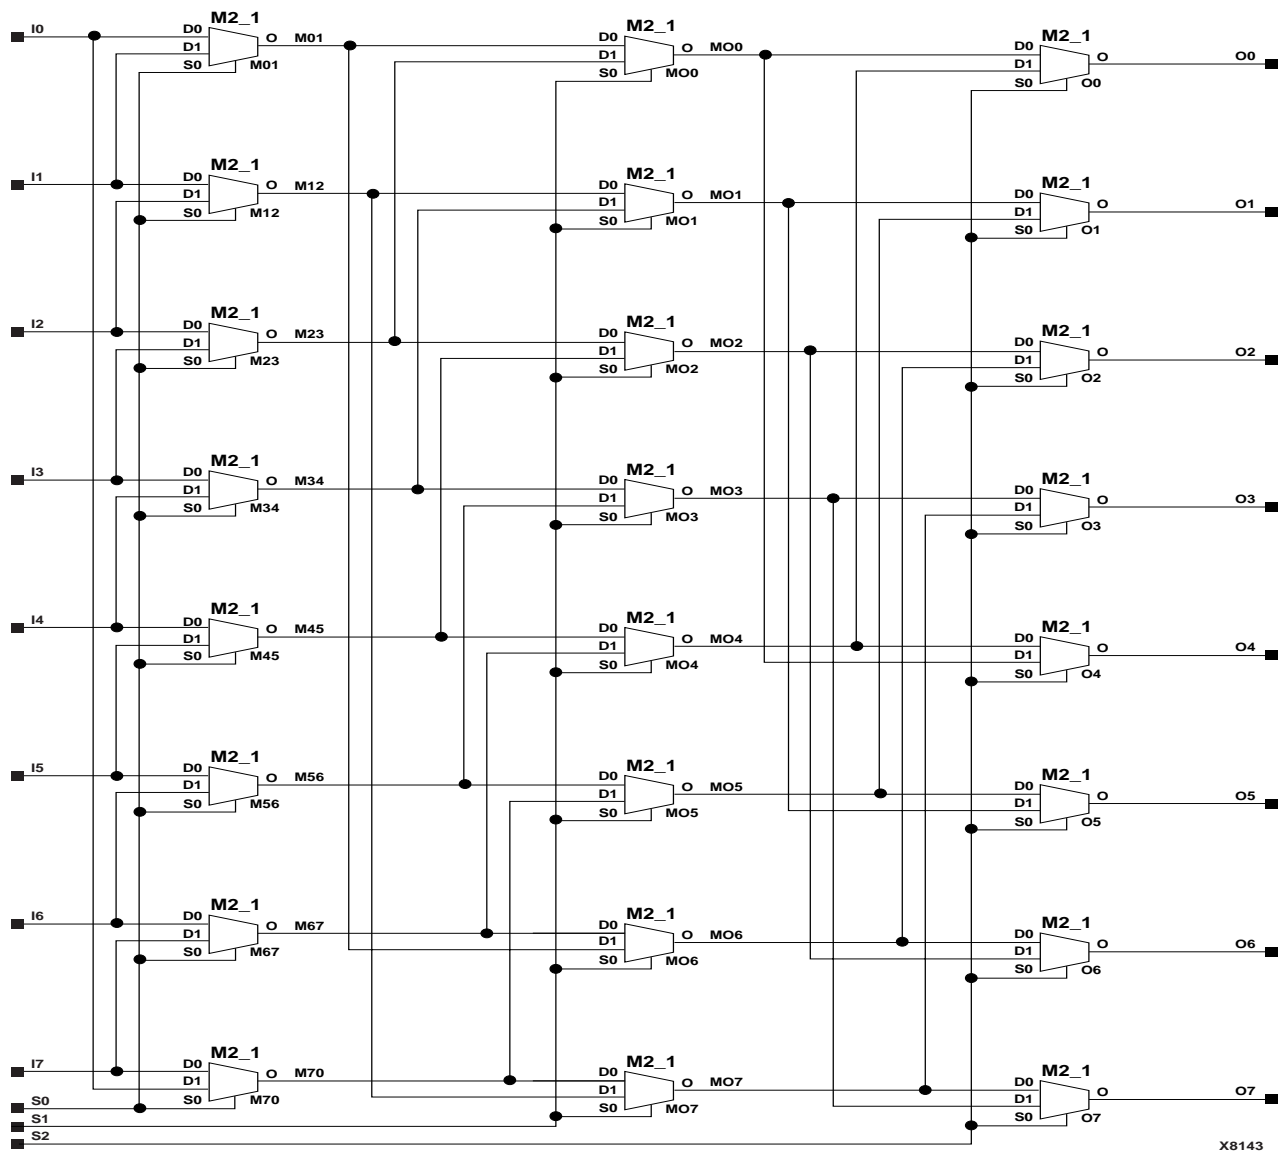 I0 D0 M2_1 O M01 D0 M2_1 O MO0 D0 M2_1 O O0
D1 M01 D1 MO0 D1 O0
S0 S0 S0
I1 D0 M2_1 O M12 D0 M2_1 O MO1 D0 M2_1 O O1
D1 M12 D1 MO1 D1 O1
S0 S0 S0
I2 D0 M2_1 O M23 D0 M2_1 O MO2 D0 M2_1 O O2
D1 M23 D1 MO2 D1 O2
S0 S0 S0
I3 D0 M2_1 O M34 D0 M2_1 O MO3 D0 M2_1 O O3
D1 M34 D1 MO3 D1 O3
S0 S0 S0
I4 D0 M2_1 O M45 D0 M2_1 O MO4 D0 M2_1 O O4
D1 M45 D1 MO4 D1 O4
S0 S0 S0
I5 D0 M2_1 O M56 D0 M2_1 O MO5 D0 M2_1 O O5
D1 M56 D1 MO5 D1 O5
S0 S0 S0
I6 D0 M2_1 O M67 D0 M2_1 O MO6 D0 M2_1 O O6
D1 M67 D1 MO6 D1 O6
S0 S0 S0
I7 D0 M2_1 O M70 D0 M2_1 O MO7 D0 M2_1 O O7
D1 M70 D1 MO7 D1 O7
S0 S0 S0 S0
S1
S2
X8143